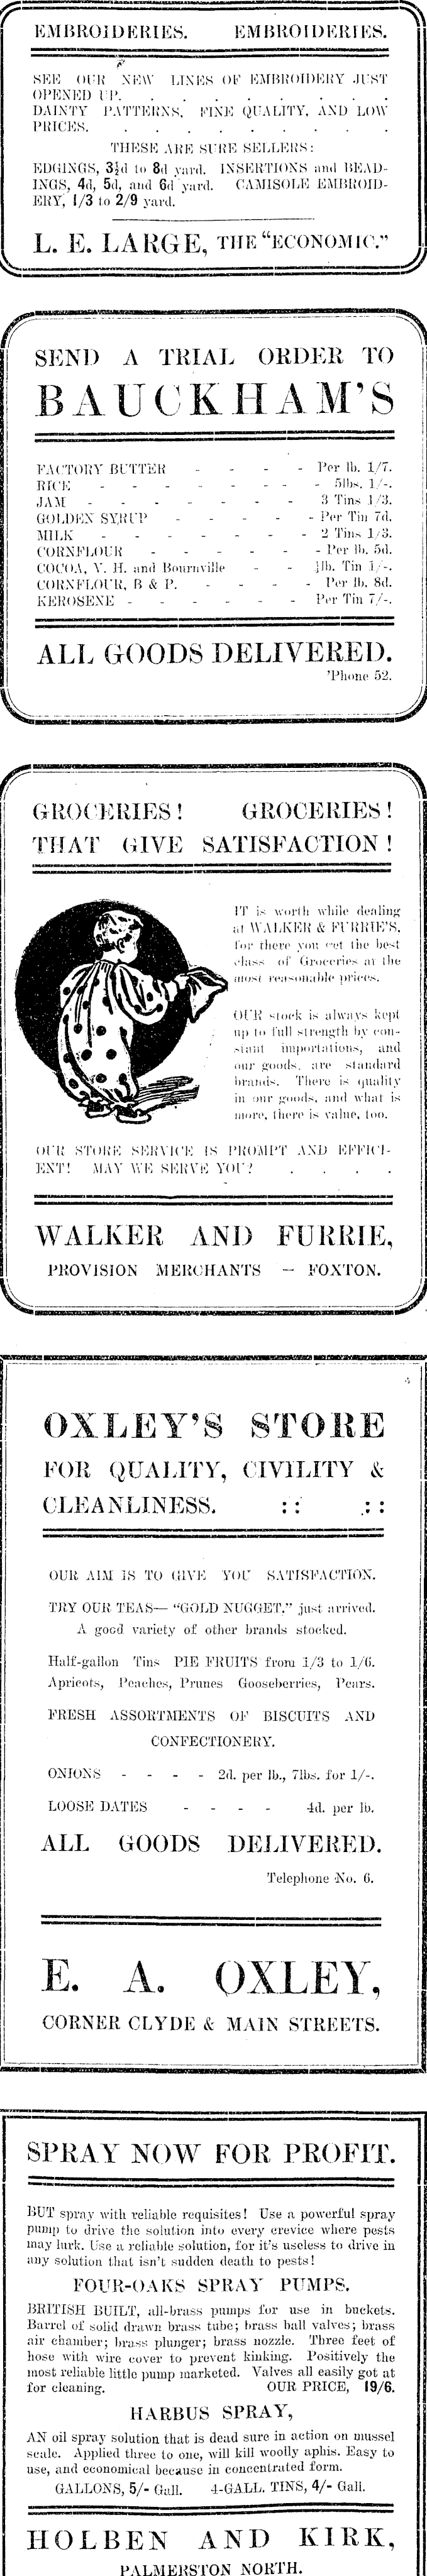 EMBROIDERIES. EMBROIDERIES.
SEE OUR NEW LINES OF EMBROIDERY JUST
OPENED UP. . . . . . . .
DAINTY PATTERNS, FINE QUALITY, AND LOW
PRICES. . . . . . . . .
THESE ARE SURE SELLERS:
EDGINGS, 3½d to 8d yard. INSERTIONS and BEAD-
INGS, 4d, 5d, and 6d yard. CAMISOLE EMBROID-
ERY, 1/3 to 2/9 yard.
L. E. LARGE, THE "ECONOMIC."
SEND A TRIAL ORDER TO
BAUCKHAM'S
FACTORY BUTTER - - - - Per lb. 1/7.
RICE - - - - - - - 5lbs. 1/-.
JAM - - - - - - - 3 Tins 1/3.
GOLDEN SYRUP - - - - - Per Tin 7d.
MILK - - - - - - - 2 Tins 1/3.
CORNFLOUR - - - - - - Per lb. 5d.
COCOA, V. H. and Bournville - - lb. Tin 1/-.
CORNFLOUR, B & P. - - - - Per lb. 8d.
KEROSENE - - - - - - Per Tin 7/-.
ALL GOODS DELIVERED.
'Phone 52.
GROCERIES! GROCERIES!
THAT GIVE SATISFACTION!
IT is worth while dealing
at WALKER & FURRIE'S,
for there you get the best
class of Groceries at the
most reasonable prices.
OUR stock is always kept
up to full strength by con-
stant importations, and
our goods, are standard
brands. There is quality
in our goods, and what is
more, there is value, too.
OUR STORE SERVICE IS PROMPT AND EFFICI-
ENT! MAY WE SERVE YOU? . . . .
WALKER AND FURRIE,
PROVISION MERCHANTS — FOXTON.
OXLEY'S STORE
FOR QUALITY, CIVILITY &
CLEANLINESS. :: ::
OUR AIM IS TO GIVE YOU SATISFACTION.
TRY OUR TEAS— "GOLD NUGGET," just arrived.
A good variety of other brands stocked.
Half-gallon Tins PIE FRUITS from 1/3 to 1/6.
Apricots, Peaches, Prunes Gooseberries, Pears.
FRESH ASSORTMENTS OF BISCUITS AND
CONFECTIONERY.
ONIONS - - - - 2d. per lb., 7lbs. for 1/-.
LOOSE DATES - - - - 4d. per lb.
ALL GOODS DELIVERED.
Telephone No. 6.
E. A. OXLEY,
CORNER CLYDE & MAIN STREETS.
SPRAY NOW FOR PROFIT.
BUT spray with reliable requisites! Use a powerful spray
pump to drive the solution into every crevice where pests
may lurk. Use a reliable solution, for it's useless to drive in
any solution that isn't sudden death to pests!
FOUR-OAKS SPRAY PUMPS.
BRITISH BUILT, all-brass pumps for use in buckets.
Barrel of solid drawn brass tube; brass ball valves; brass
air chamber; brass plunger; brass nozzle. Three feet of
hose with wire cover to prevent kinking. Positively the
most reliable little pump marketed. Valves all easily got at
for cleaning. OUR PRICE, 19/6.
HARBUS SPRAY,
AN oil spray solution that is dead sure in action on mussel
scale. Applied three to one, will kill woolly aphis. Easy to
use, and economical because in concentrated form.
GALLONS, 5/- Gall. 4-GALL. TINS, 4/- Gall.
HOLBEN AND KIRK,
PALMERSTON NORTH.